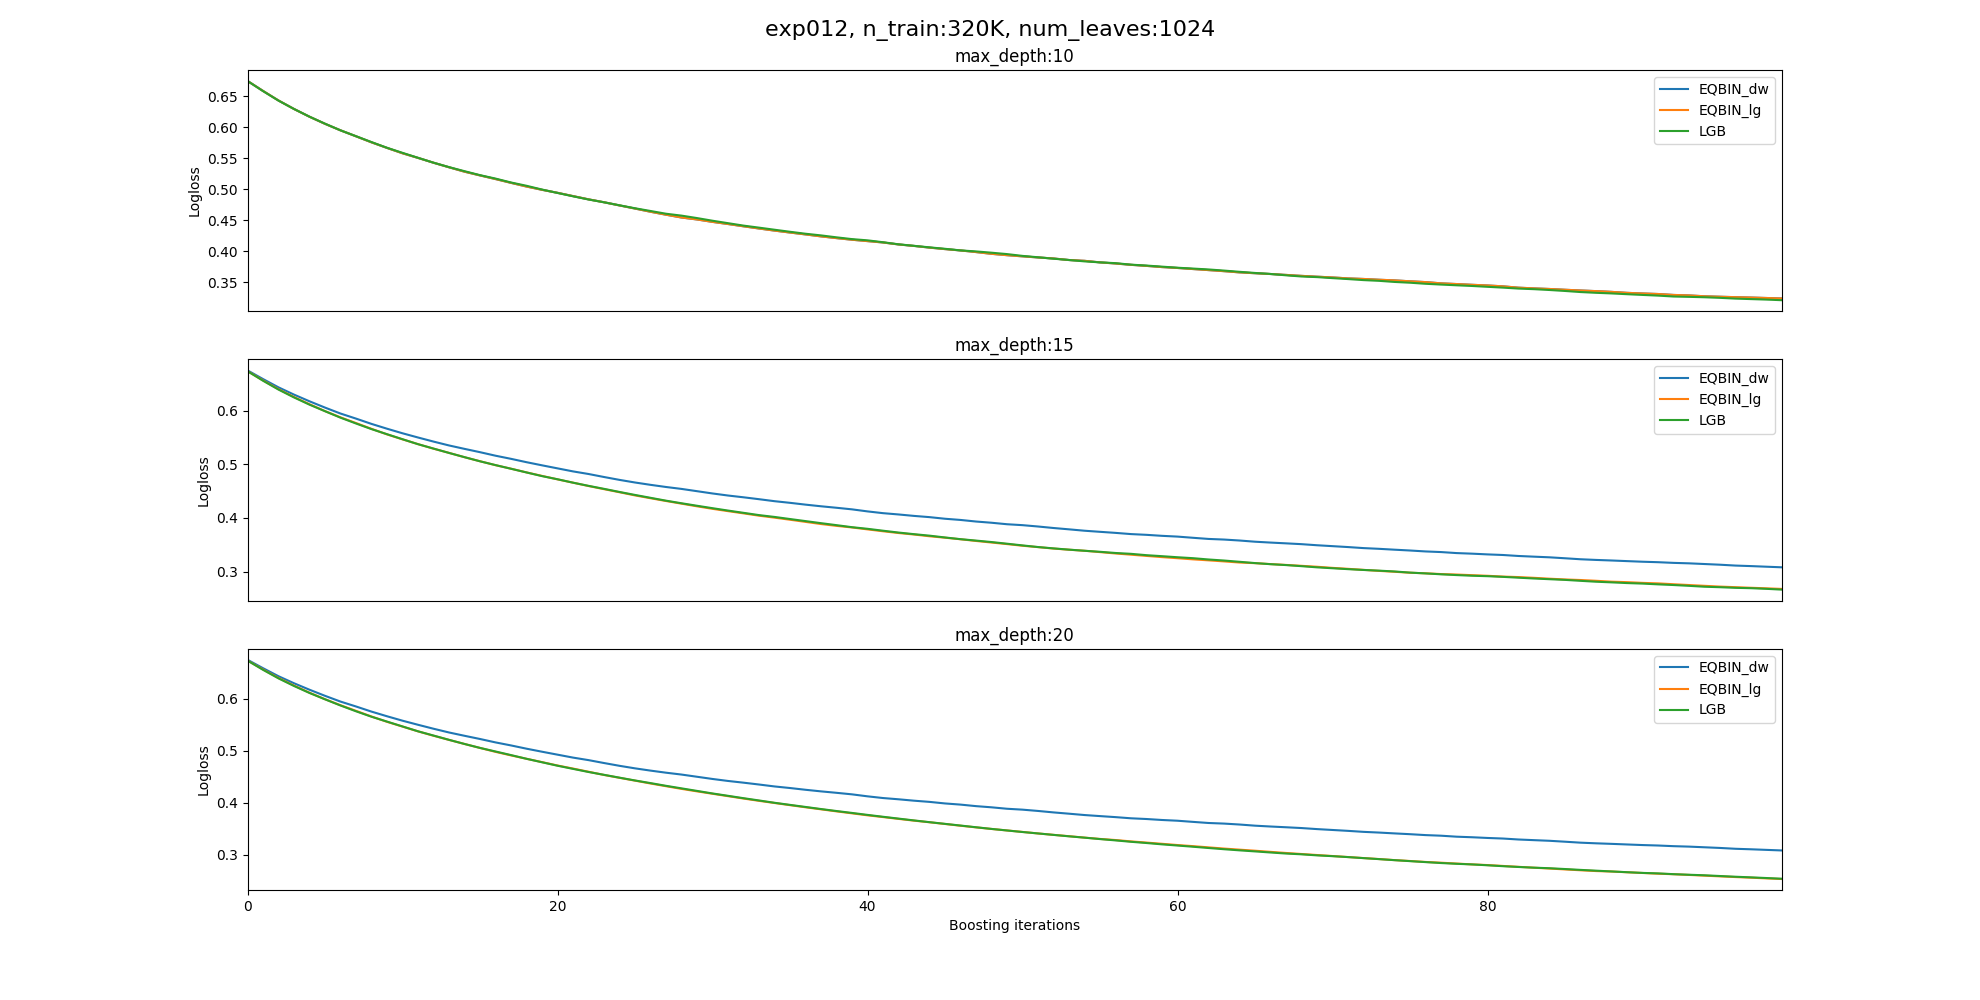 exp012, n_train:320K, num_leaves:1024
max_depth:10
EQBIN_dw
EQBIN_lg
LGB
Logloss
0.65
0.60
0.55
0.50
0.45
0.40
0.35
max_depth:15
EQBIN_dw
EQBIN_lg
LGB
Logloss
0.6
0.5
0.4
0.3
max_depth:20
EQBIN_dw
EQBIN_lg
LGB
Logloss
0.6
0.5
0.4
0.3
0 20 40 60 80
Boosting iterations